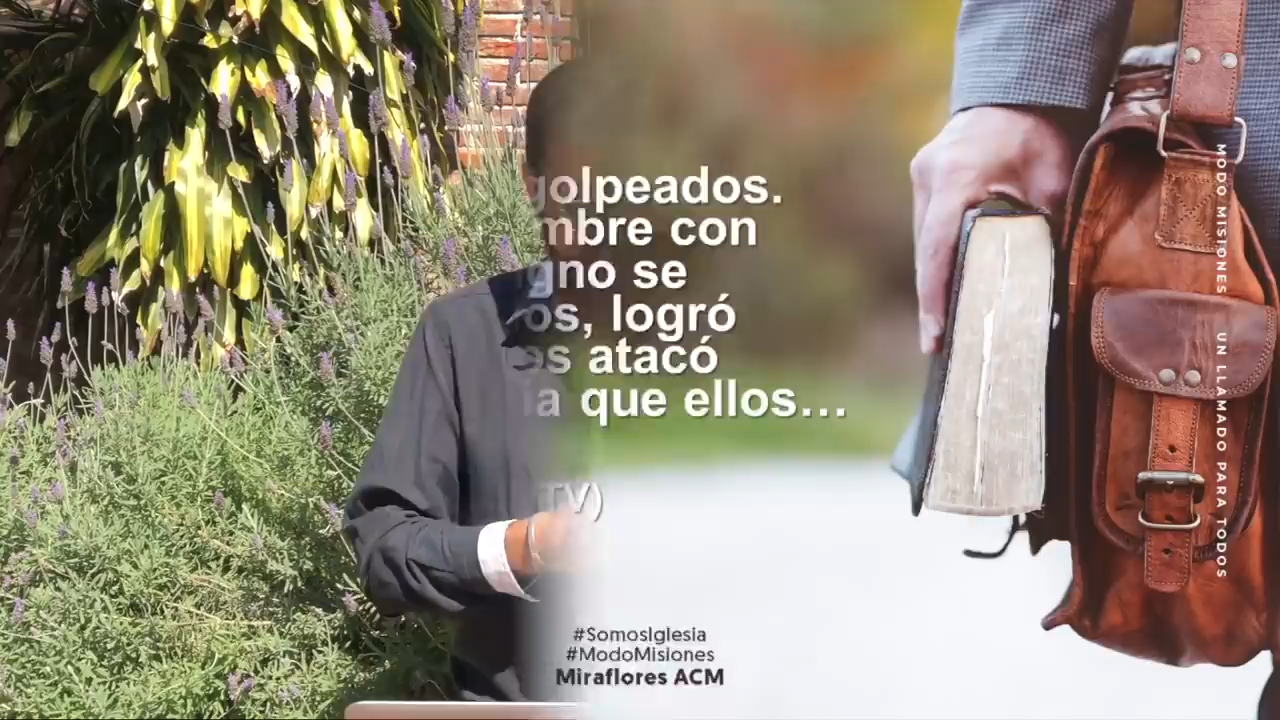 golpeados.
mbre con
gno se
os, logró
es atacó
la que ellos…
TV)
#SomosIglesia
#ModoMisiones
Miraflores ACM
MODO MISIONES UN LLAMADO PARA TODOS